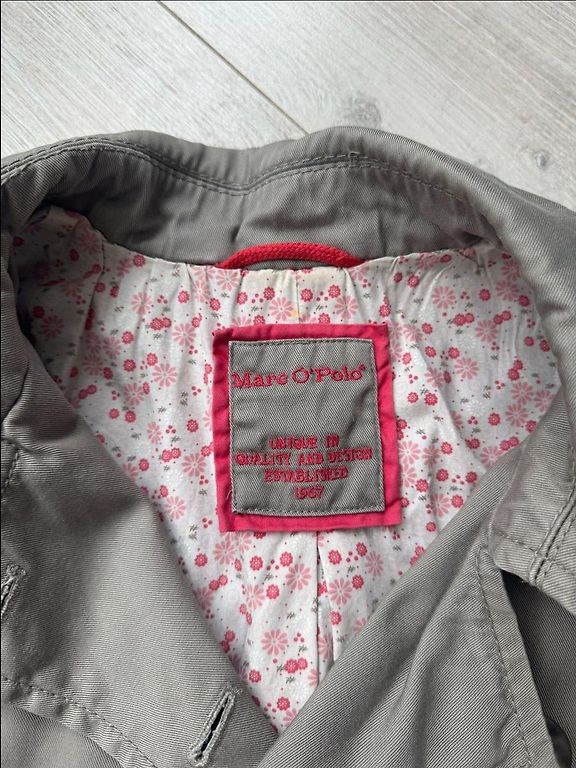 Marc O'Polo®
UNIQUE IN
QUALITY AND DESIGN
ESTABLISHED
1967